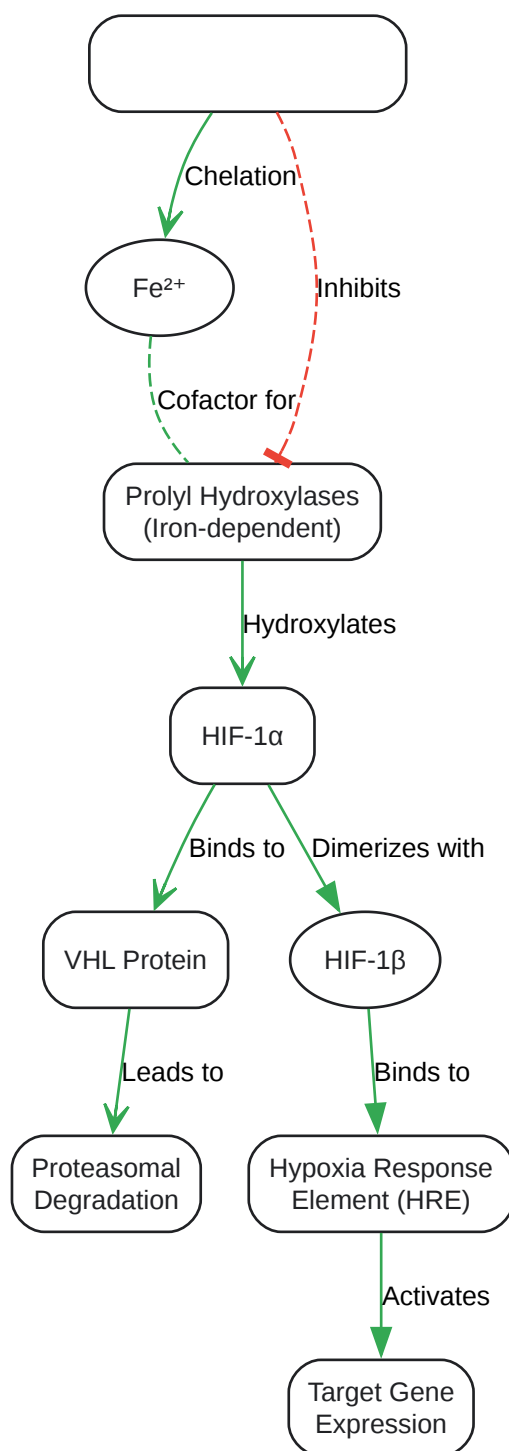 Chelation
Fe²⁺
Inhibits
Cofactor for
Prolyl Hydroxylases
(Iron-dependent)
Hydroxylates
HIF-1α
Binds to
Dimerizes with
VHL Protein
HIF-1β
Leads to
Binds to
Proteasomal
Degradation
Hypoxia Response
Element (HRE)
Activates
Target Gene
Expression